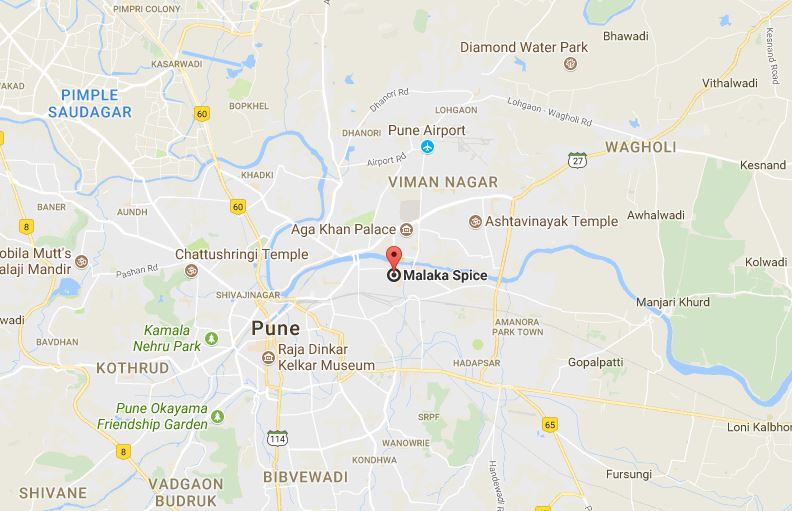 PIMPRI COLONY
Bhawadi
Diamond Water Park
KASARWADI
Kesnand Road
Vithalwadi
PIMPLE
SAUDAGAR
Dhanori Rd
BOPKHEL
LOHGAON
Lohgaon - Wagholi Rd
60
DHANORI
Pune Airport
WAGHOLI
Airport Rd
27
Kesnand
KHADKI
VIMAN NAGAR
BANER
60
AUNDH
Awhalwadi
8
Aga Khan Palace
Ashtavinayak Temple
obila Mutt's
alaji Mandir
Chattushringi Temple
Kolwadi
Pashan Rd
Malaka Spice
SHIVAJINAGAR
Manjari Khurd
wadi
Kamala
Nehru Park
Pune
AMANORA
PARK TOWN
BAVDHAN
Raja Dinkar
Kelkar Museum
KOTHRUD
HADAPSAR
Gopalpatti
Pune Okayama
Friendship Garden
SRPF
65
Loni Kalbhor
114
WANOWRIE
8
KONDHWA
Handewadi Rd
BIBVEWADI
Fursungi
SHIVANE
VADGAON
BUDRUK